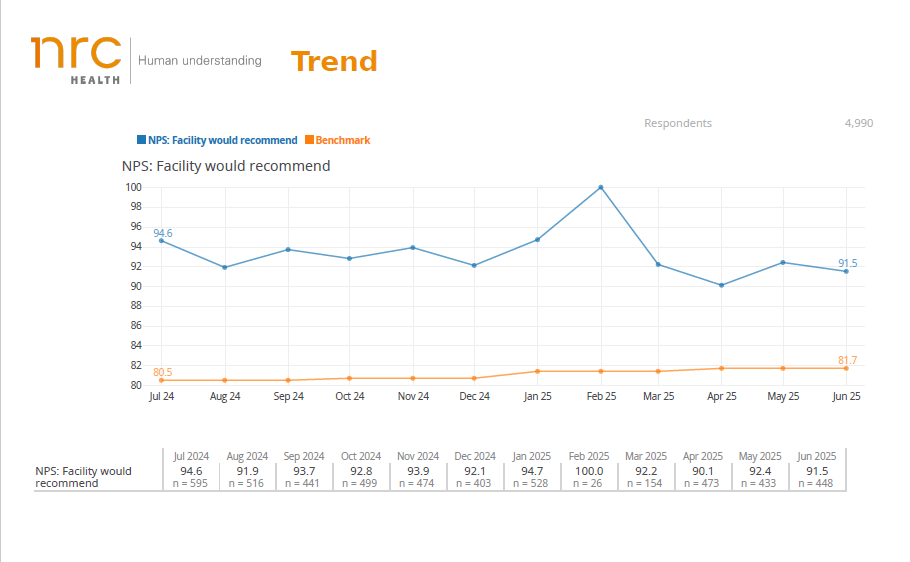 nrc
HEALTH
Human understanding
Trend
Respondents 4,990
NPS: Facility would recommend Benchmark
NPS: Facility would recommend
100
98
96
94
92
90
88
86
84
82
80
94.6
91.5
80.5
81.7
Jul 24 Aug 24 Sep 24 Oct 24 Nov 24 Dec 24 Jan 25 Feb 25 Mar 25 Apr 25 May 25 Jun 25
Jul 2024 Aug 2024 Sep 2024 Oct 2024 Nov 2024 Dec 2024 Jan 2025 Feb 2025 Mar 2025 Apr 2025 May 2025 Jun 2025
NPS: Facility would recommend 94.6 91.9 93.7 92.8 93.9 92.1 94.7 100.0 92.2 90.1 92.4 91.5
n = 595 n = 516 n = 441 n = 499 n = 474 n = 403 n = 528 n = 26 n = 154 n = 473 n = 433 n = 448